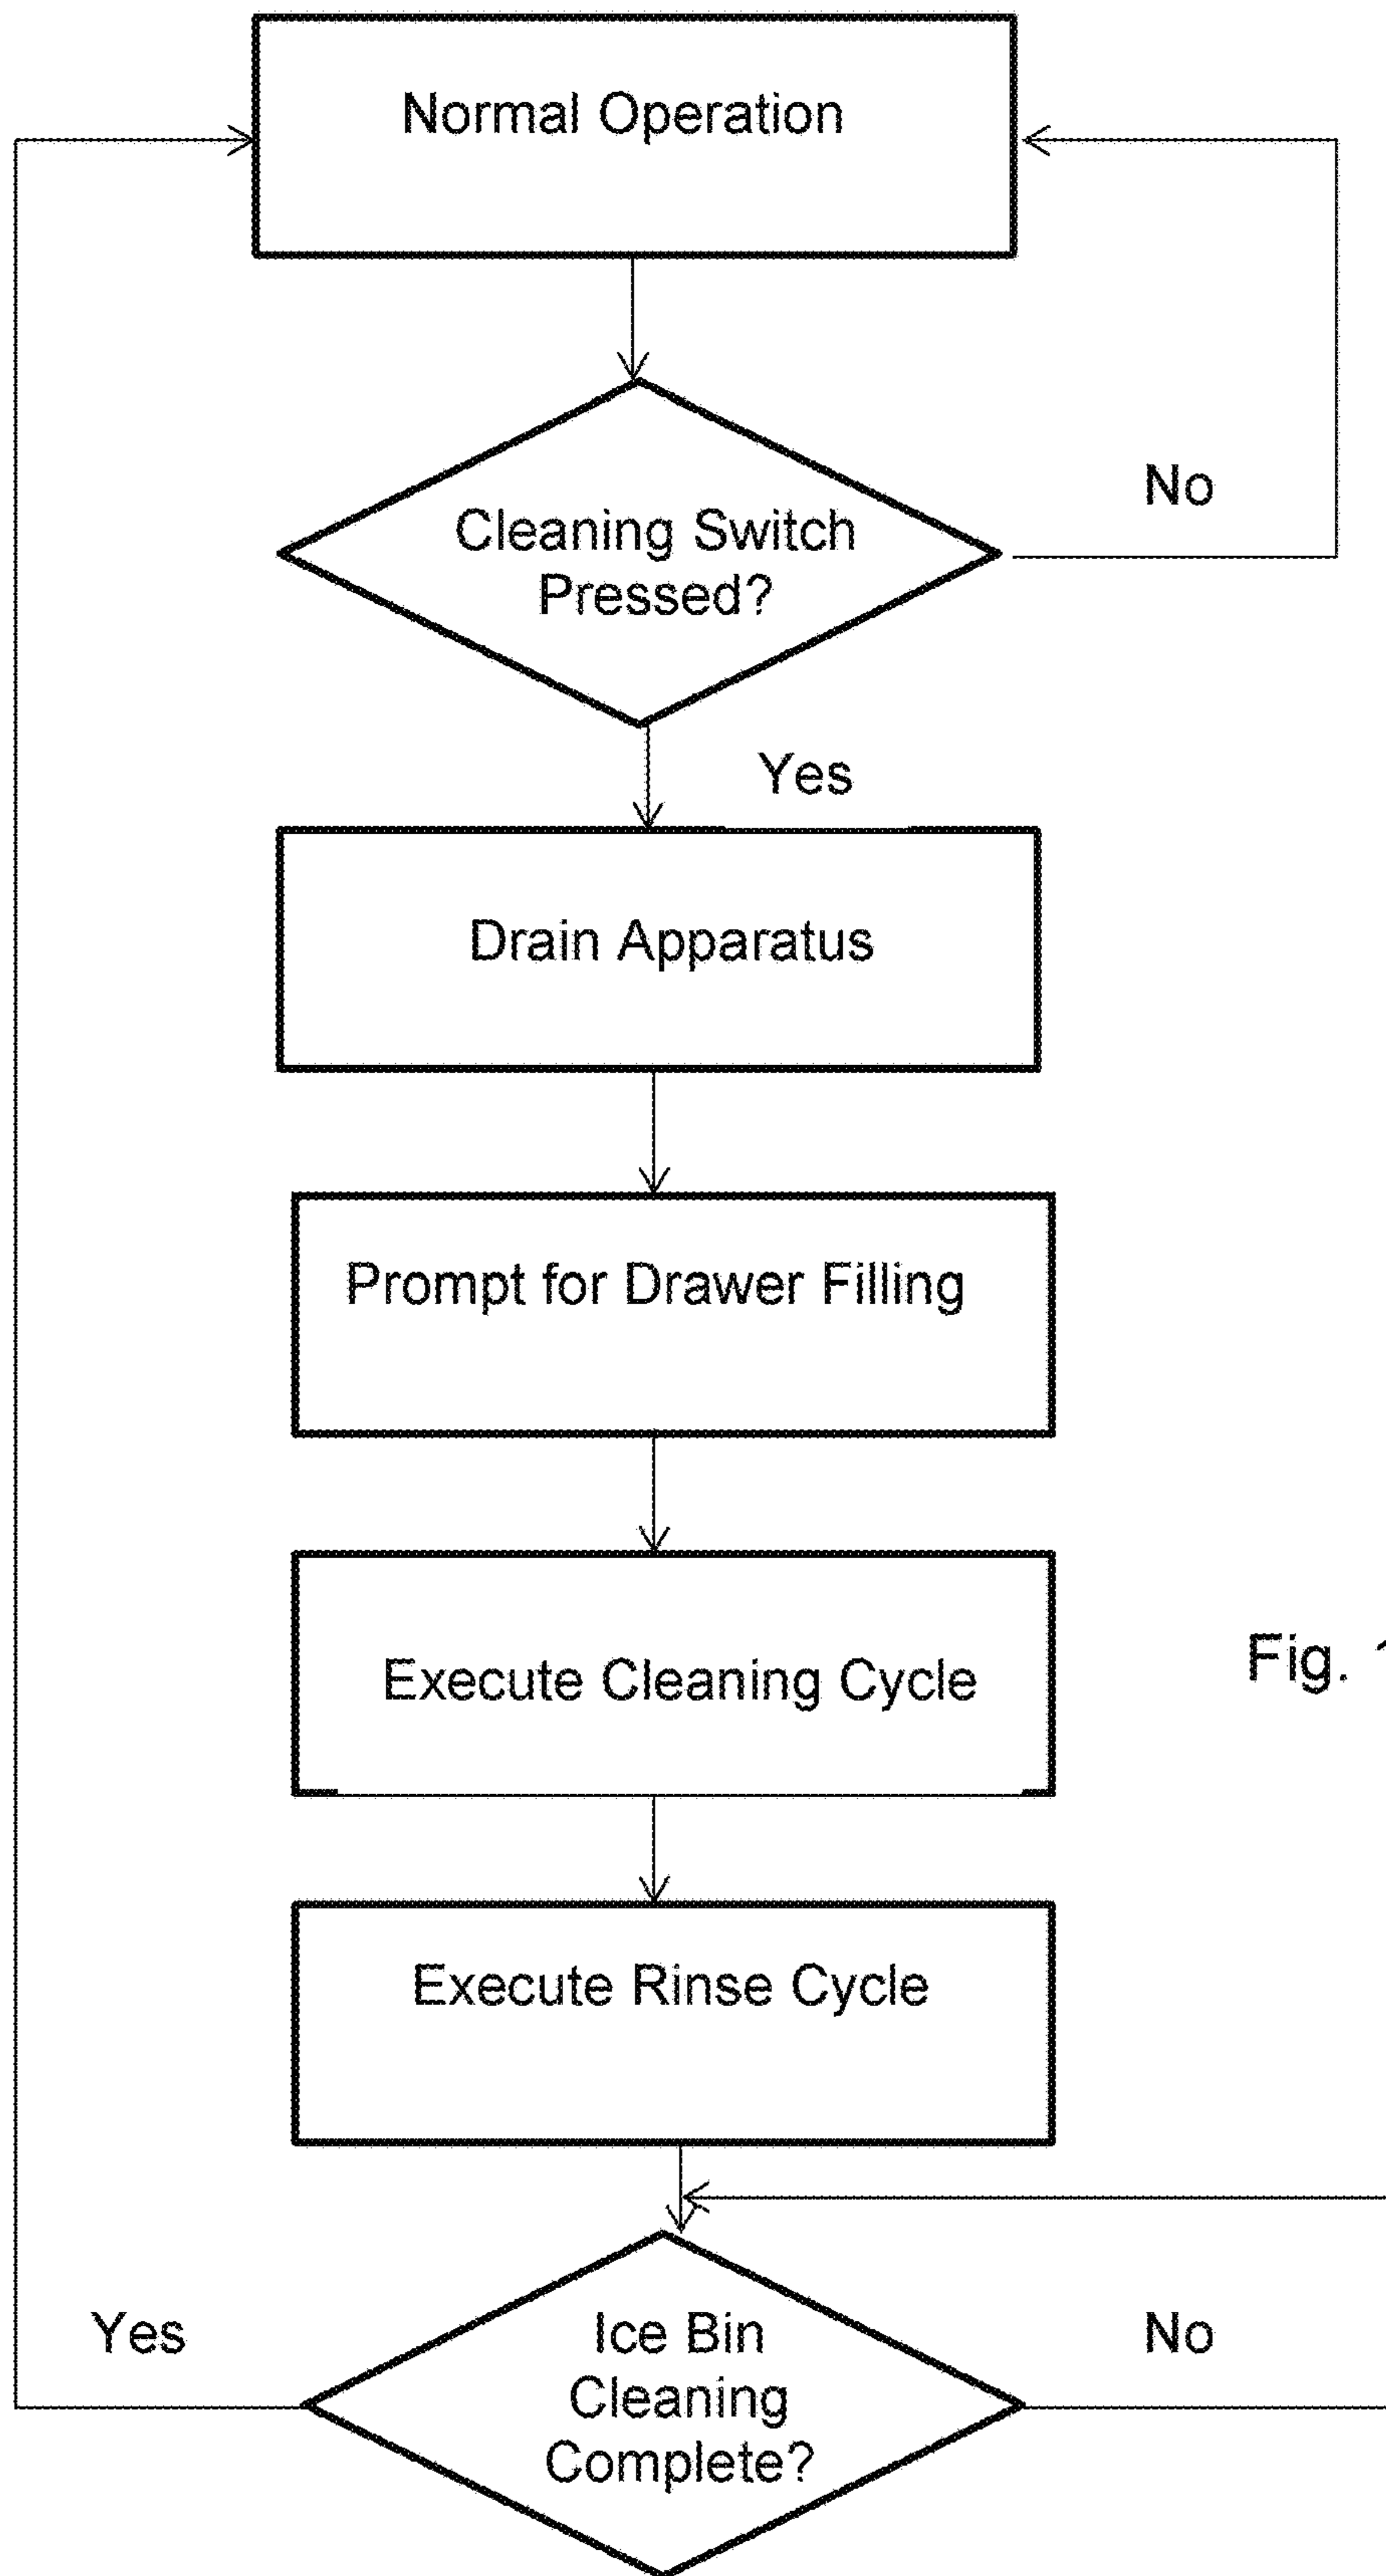 Normal Operation
Cleaning Switch
Pressed?
No
Yes
Drain Apparatus
Prompt for Drawer Filling
Execute Cleaning Cycle
Fig.
Execute Rinse Cycle
Yes
Ice Bin
Cleaning
Complete?
No